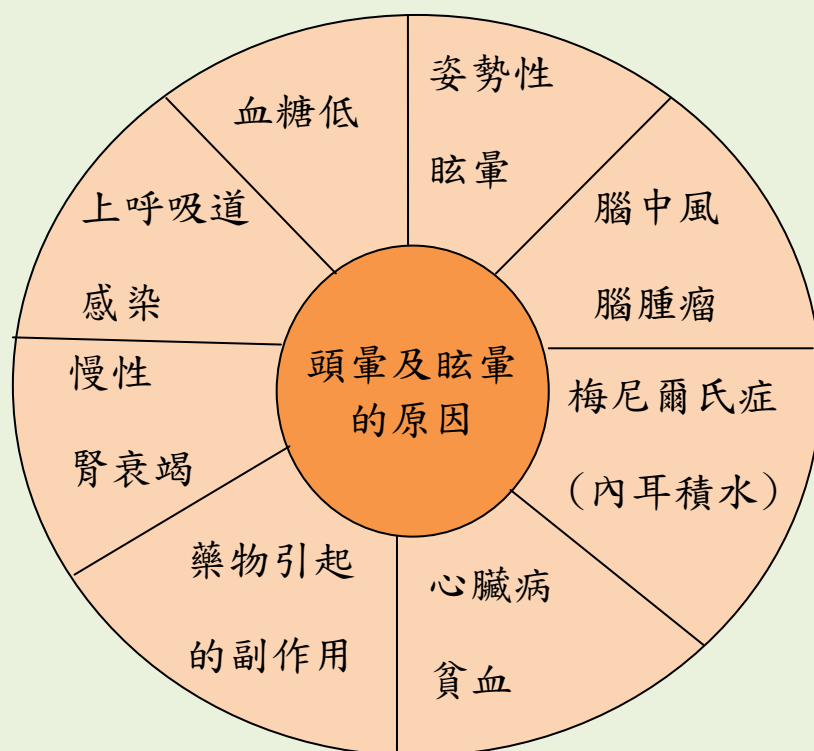 頭暈及眩暈
的原因
姿勢性
眩暈
腦中風
腦腫瘤
梅尼爾氏症
(內耳積水)
心臟病
貧血
藥物引起
的副作用
慢性
腎衰竭
上呼吸道
感染
血糖低